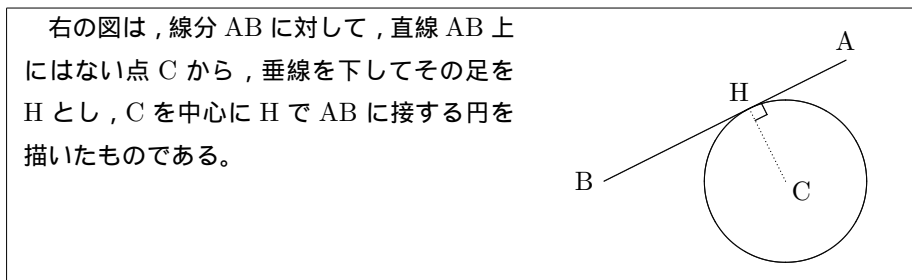 右の図は，線分 AB に対して，直線 AB 上
にはない点 C から，垂線を下してその足を
H とし，C を中心に H で AB に接する円を
描いたものである。
A
H
B
C